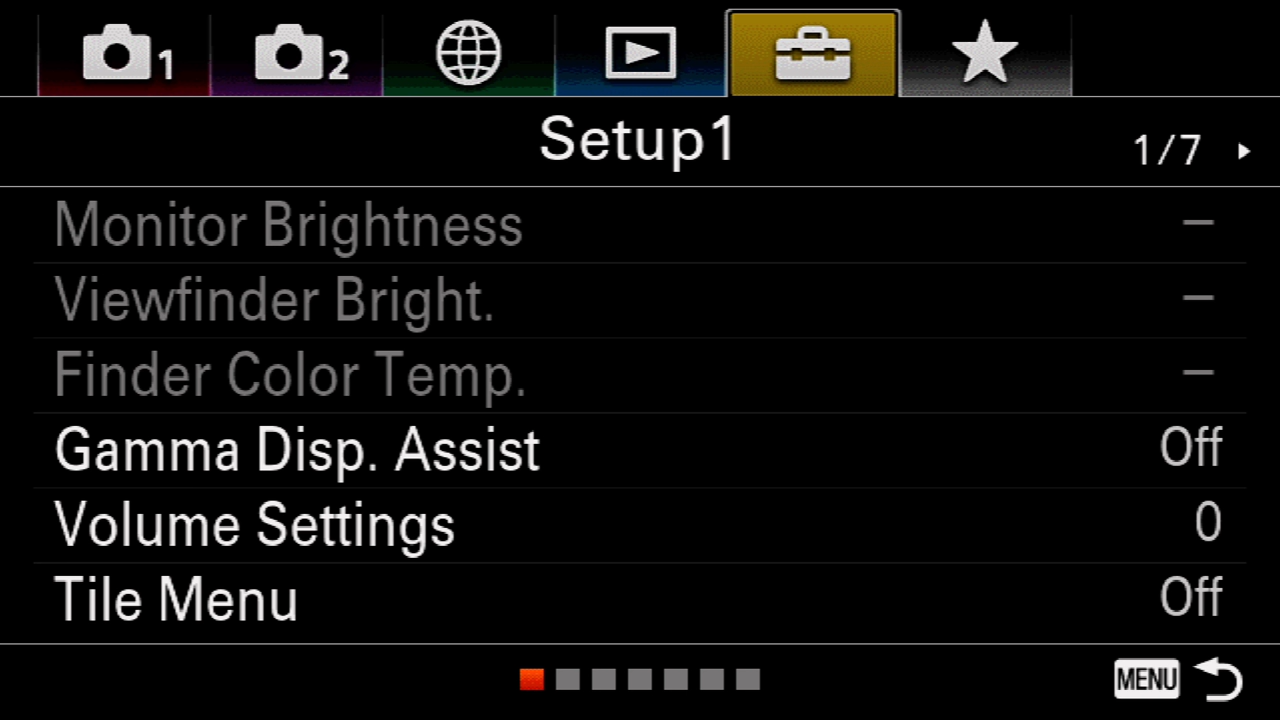 1 2
Setup1
1/7
Monitor Brightness –
Viewfinder Bright. –
Finder Color Temp. –
Gamma Disp. Assist Off
Volume Settings 0
Tile Menu Off
MENU